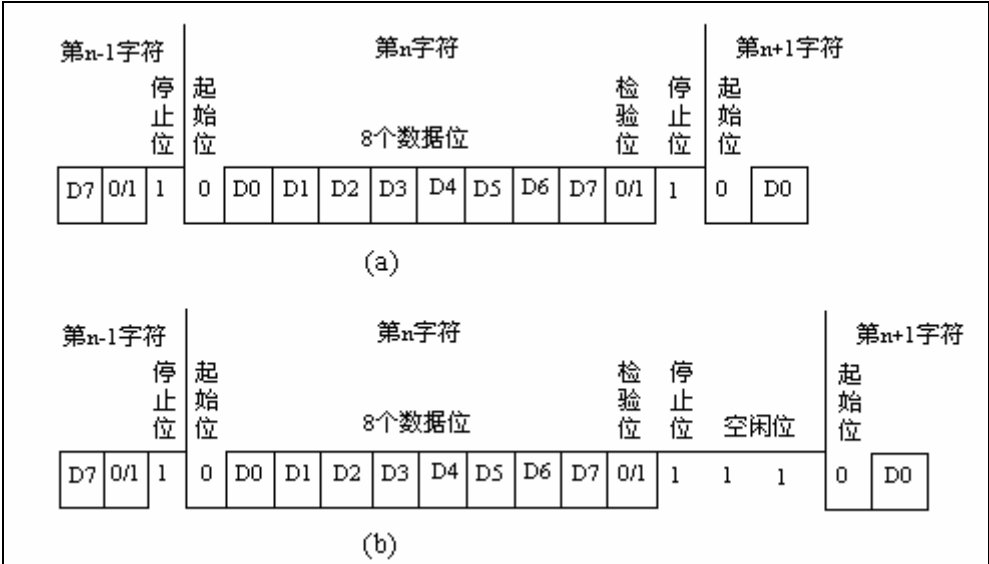 第n-1字符 第n字符 第n+1字符
停止位 起始位 8个数据位 检验位 停止位 起始位
D7 0/1 1 0 D0 D1 D2 D3 D4 D5 D6 D7 0/1 1 0 D0
(a)
第n-1字符 第n字符 第n+1字符
停止位 起始位 8个数据位 检验位 停止位 空闲位 起始位
D7 0/1 1 0 D0 D1 D2 D3 D4 D5 D6 D7 0/1 1 1 1 0 D0
(b)